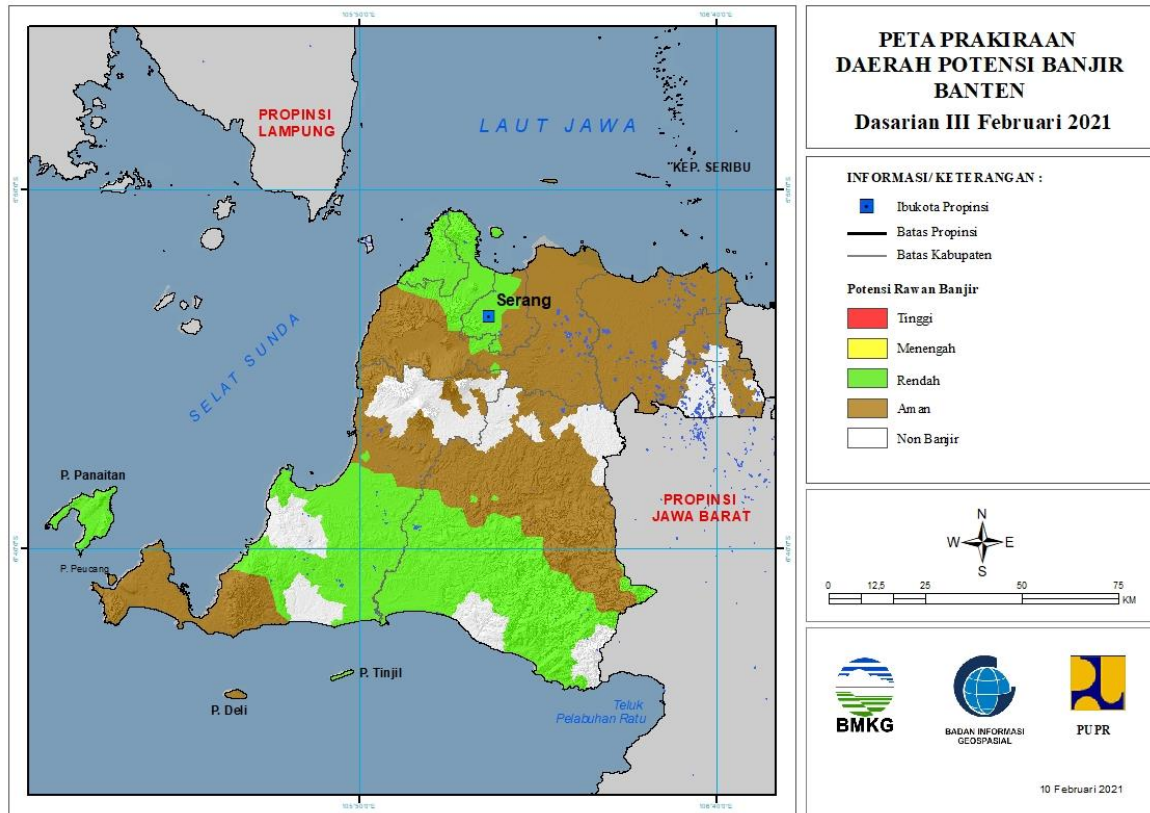 PETA PRAKIRAAN
DAERAH POTENSI BANJIR
BANTEN
Dasarian III Februari 2021
INFORMASI/ KETERANGAN :
Ibukota Propinsi
Batas Propinsi
Batas Kabupaten
Potensi Rawan Banjir
Tinggi
Menengah
Rendah
Aman
Non Banjir
N
W E
S
0 12,5 25 50 75
KM
BMKG
BADAN INFORMASI
GEOSPASIAL
PUPR
10 Februari 2021
PROPINSI
LAMPUNG
LAUT JAWA
KEP. SERIBU
Serang
SELAT SUNDA
P. Panaitan
P. Peucang
PROPINSI
JAWA BARAT
P. Tinjil
P. Deli
Teluk
Pelabuhan Ratu